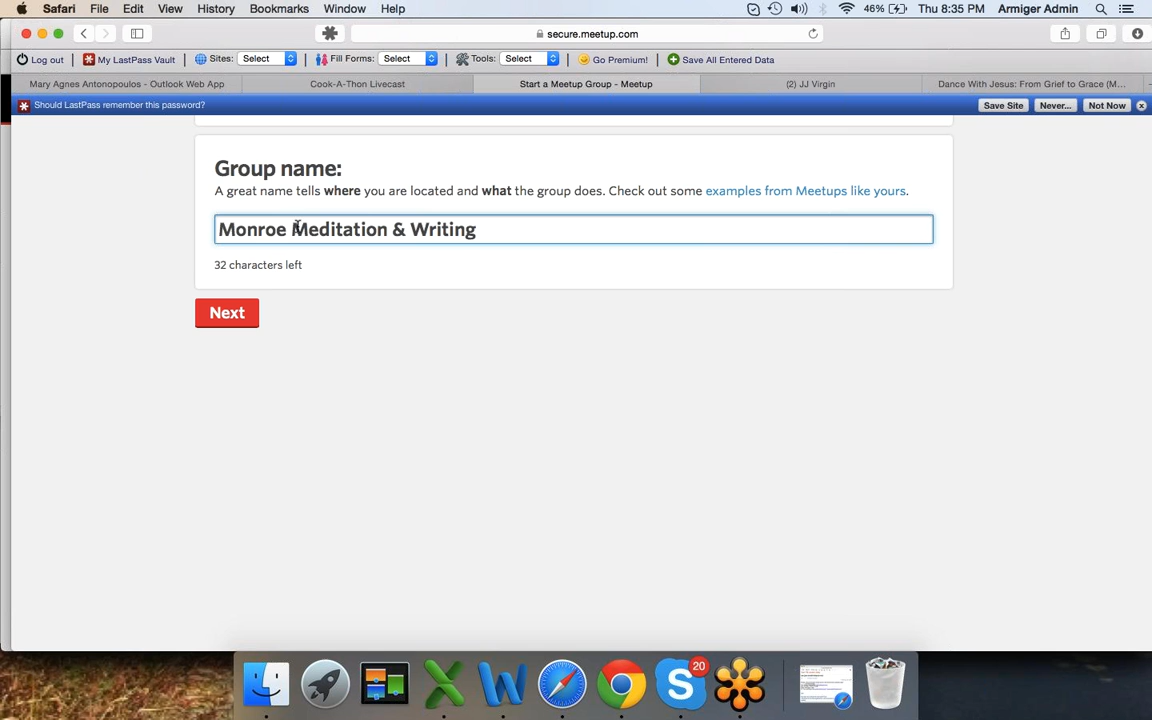 Safari File Edit View History Bookmarks Window Help 46% Thu 8:35 PM Armiger Admin
secure.meetup.com
Log out My LastPass Vault Sites: Select Fill Forms: Select Tools: Select Go Premium! Save All Entered Data
Mary Agnes Antonopoulos - Outlook Web App Cook-A-Thon Livecast Start a Meetup Group - Meetup (2) JJ Virgin Dance With Jesus: From Grief to Grace (M...
Should LastPass remember this password? Save Site Never... Not Now
Group name:
A great name tells where you are located and what the group does. Check out some examples from Meetups like yours.
Monroe Meditation & Writing
32 characters left
Next
20